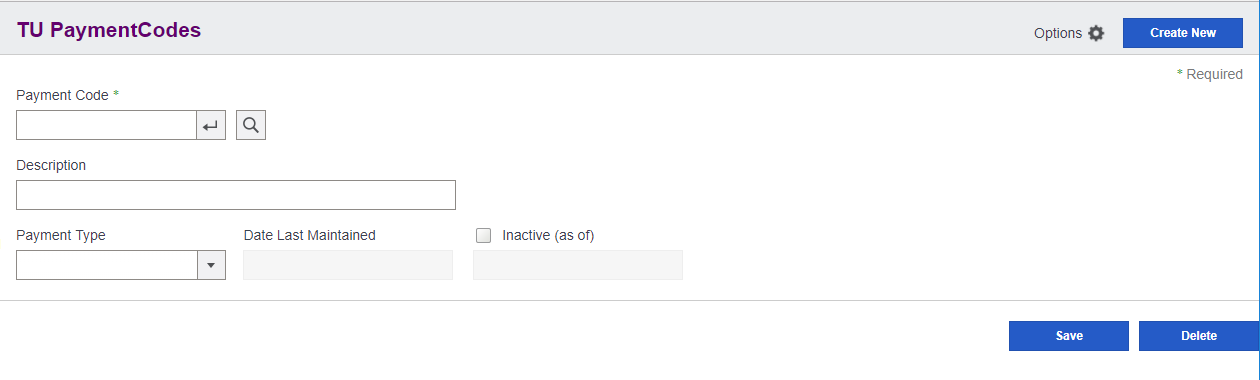 TU PaymentCodes
Options
Create New
* Required
Payment Code *
Description
Payment Type
Date Last Maintained
Inactive (as of)
Save
Delete